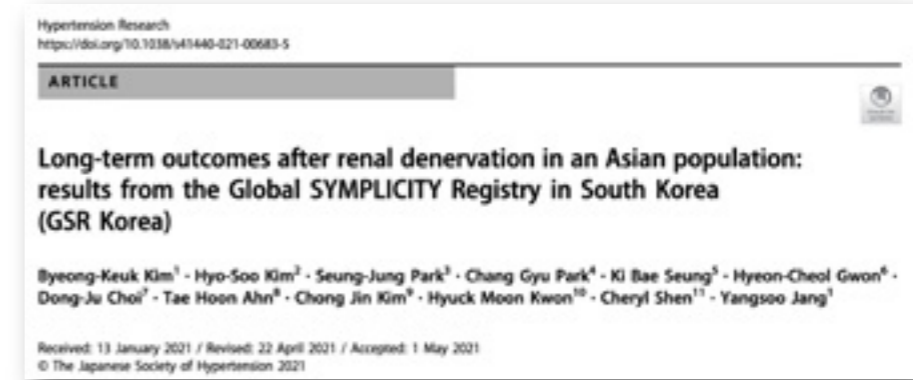 Hypertension Research
https://doi.org/10.1038/s41440-021-00683-5
ARTICLE
Long-term outcomes after renal denervation in an Asian population:
results from the Global SYMPLICITY Registry in South Korea
(GSR Korea)
Byeong-Keuk Kim¹ · Hyo-Soo Kim² · Seung-Jung Park³ · Chang Gyu Park⁴ · Ki Bae Seung⁵ · Hyeon-Cheol Gwon⁶ ·
Dong-Ju Choi⁷ · Tae Hoon Ahn⁸ · Chong Jin Kim⁹ · Hyuck Moon Kwon¹⁰ · Cheryl Shen¹¹ · Yangsoo Jang¹
Received: 13 January 2021 / Revised: 22 April 2021 / Accepted: 1 May 2021
© The Japanese Society of Hypertension 2021